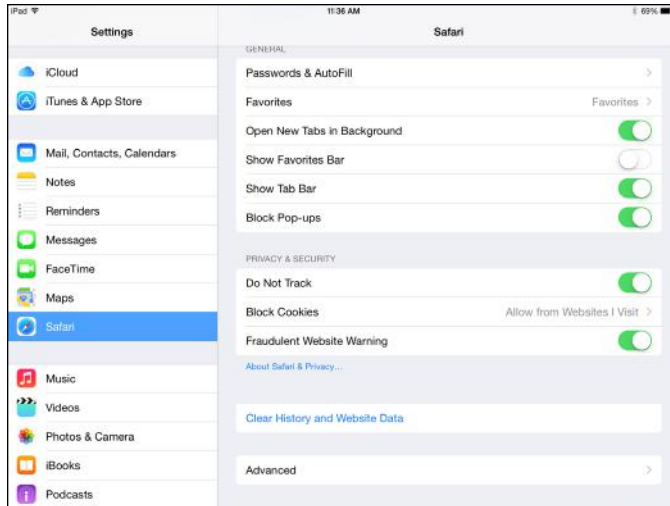 iPad 11:36 AM 69%
Settings Safari
iCloud
iTunes & App Store
Mail, Contacts, Calendars
Notes
Reminders
Messages
FaceTime
Maps
Safari
Music
Videos
Photos & Camera
iBooks
Podcasts
GENERAL
Passwords & AutoFill
Favorites Favorites
Open New Tabs in Background
Show Favorites Bar
Show Tab Bar
Block Pop-ups
PRIVACY & SECURITY
Do Not Track
Block Cookies Allow from Websites I Visit
Fraudulent Website Warning
About Safari & Privacy...
Clear History and Website Data
Advanced